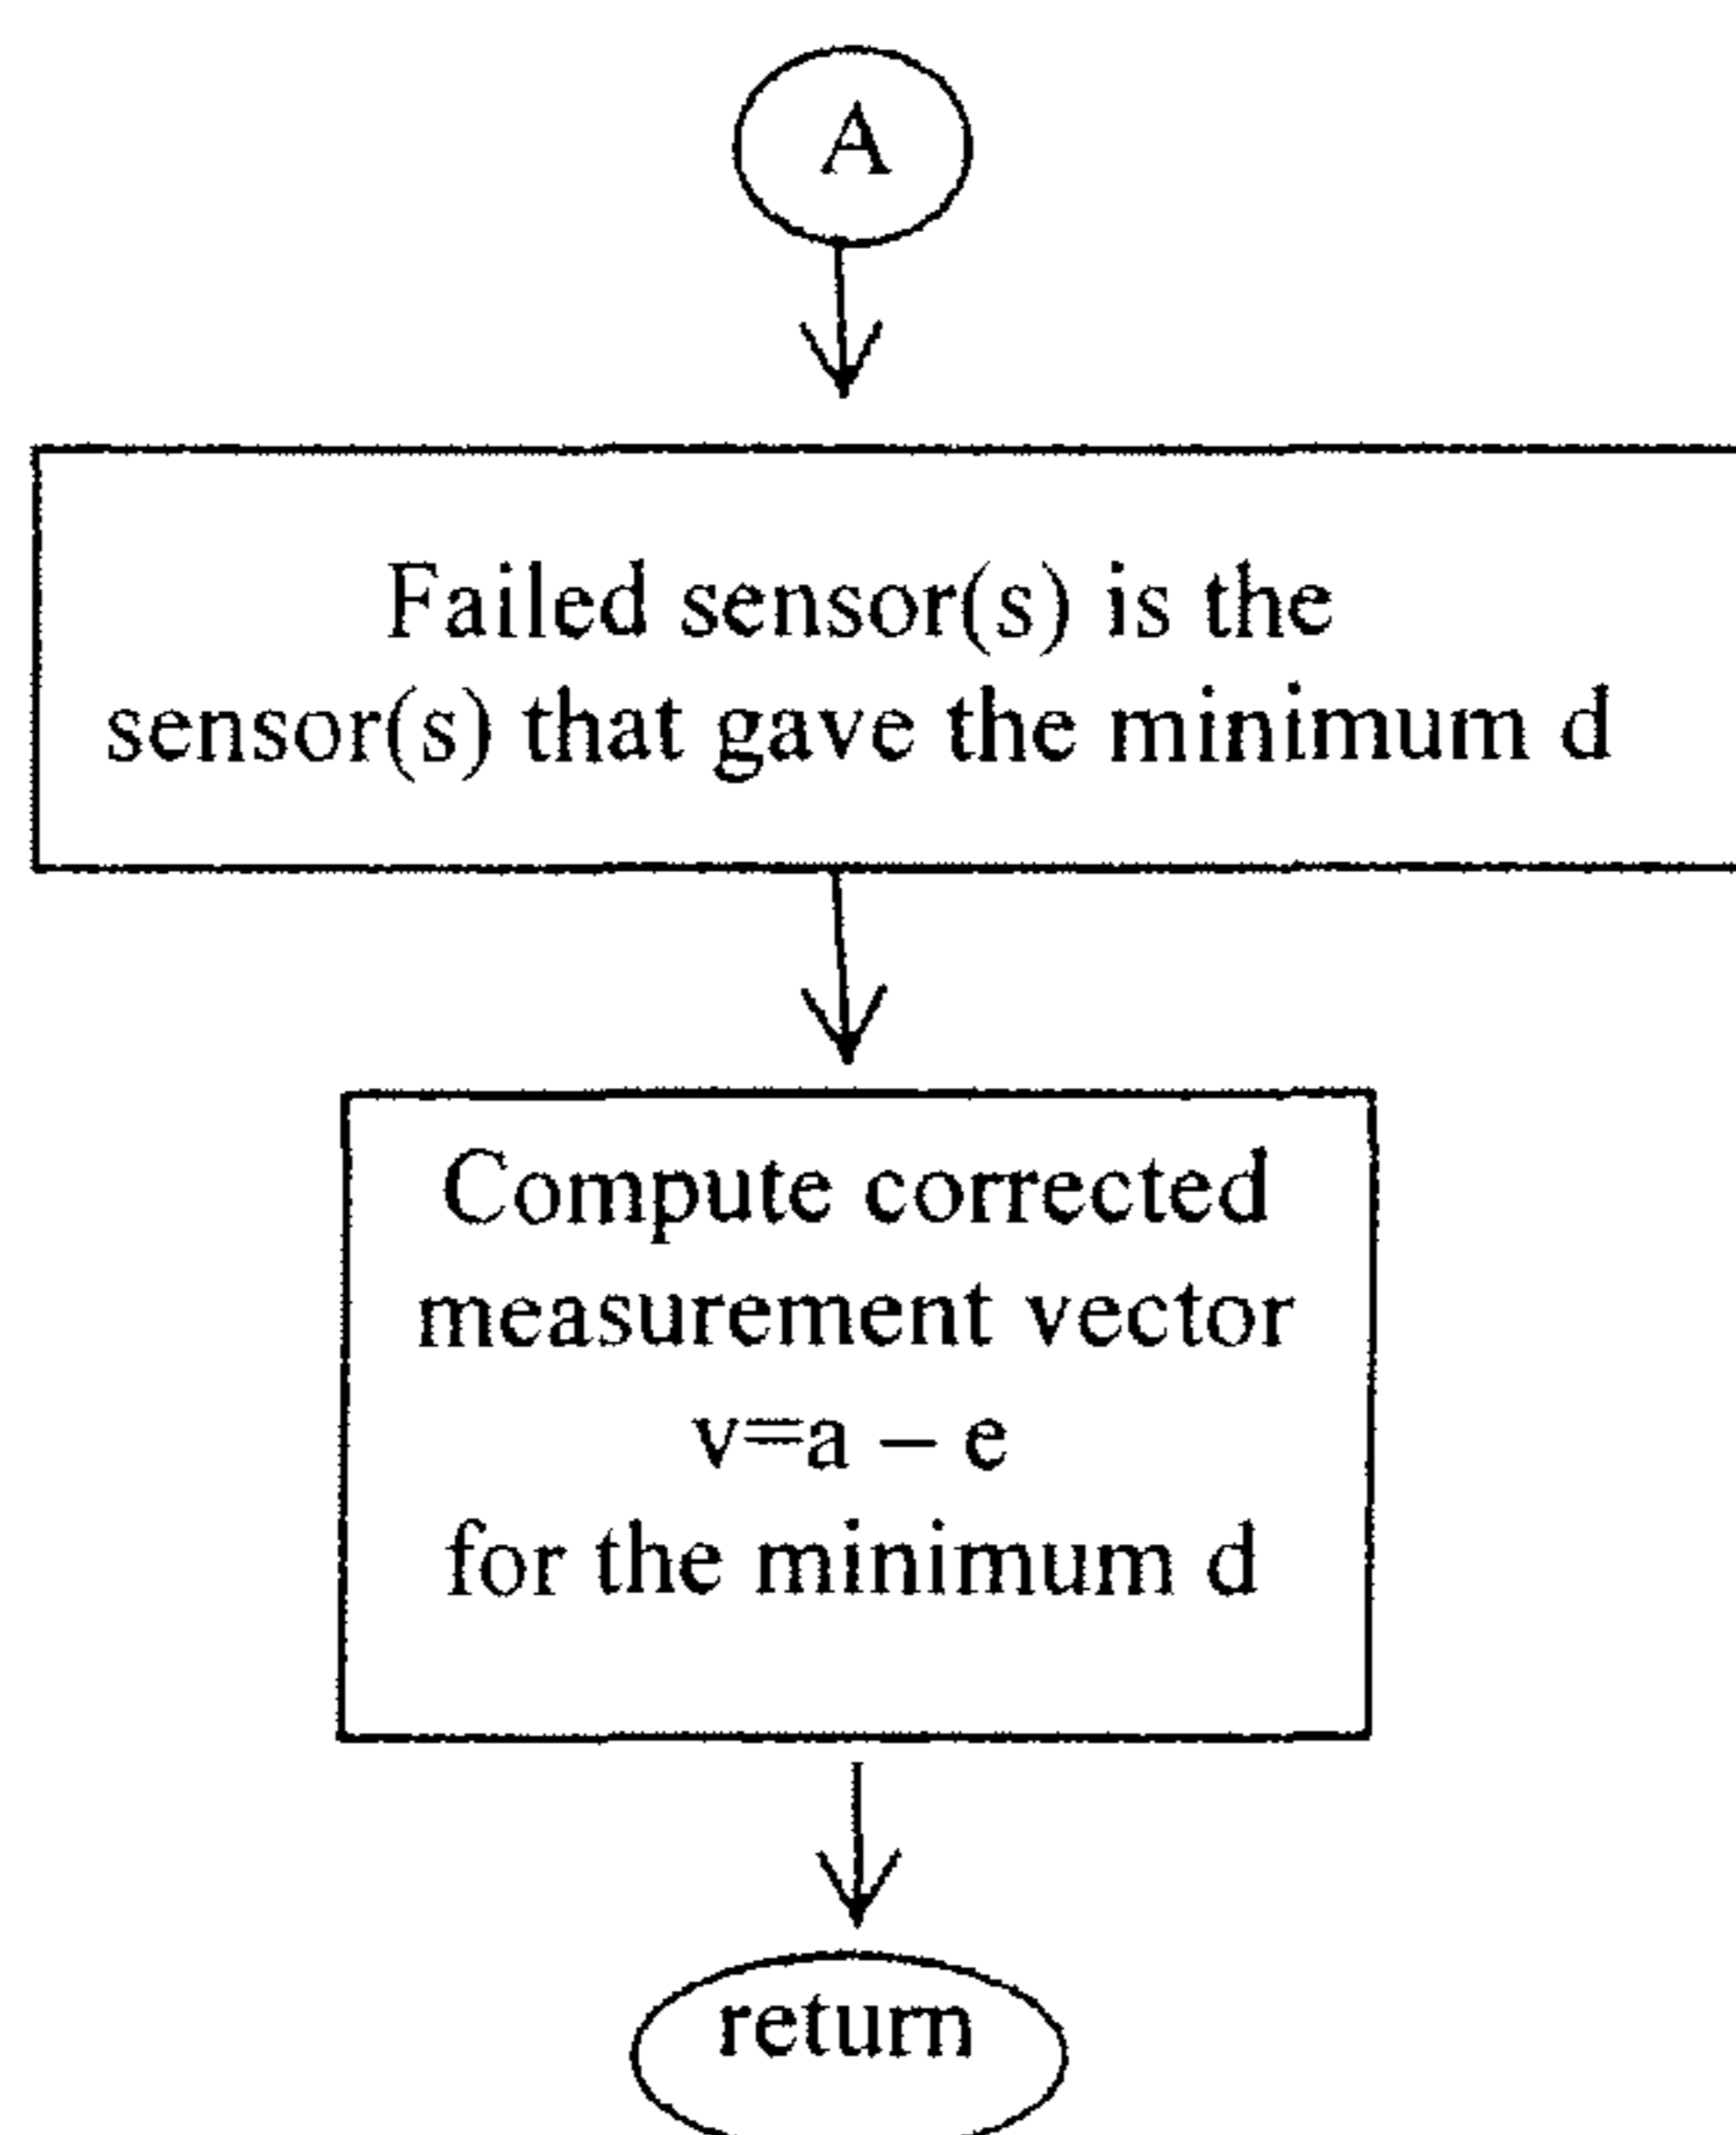 A
Failed sensor(s) is the
sensor(s) that gave the minimum d
Compute corrected
measurement vector
v=a – e
for the minimum d
return